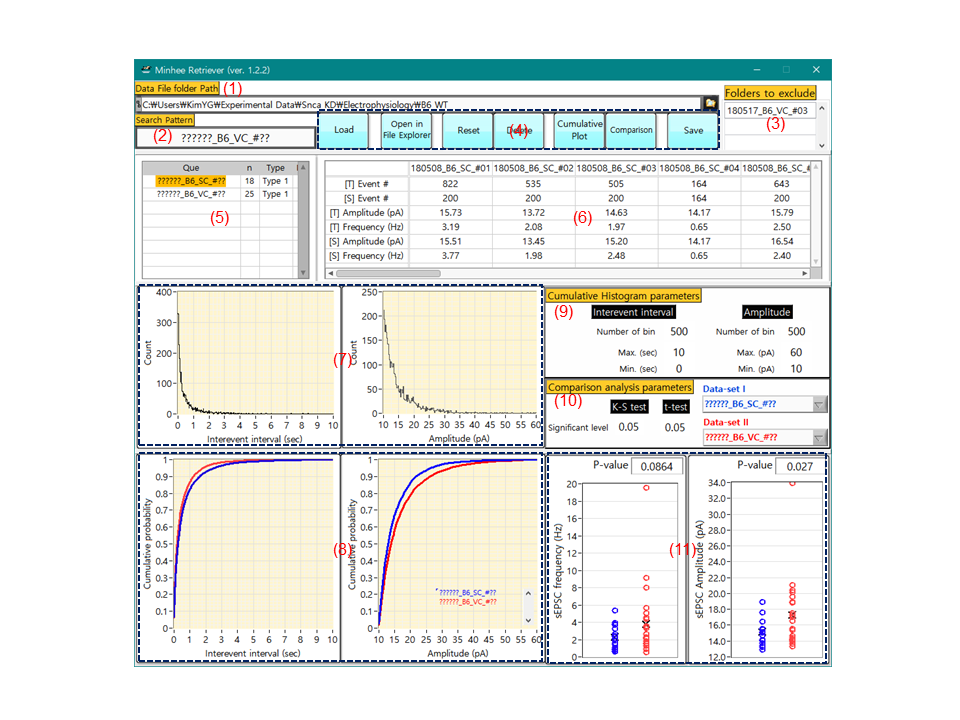 Minhee Retriever (ver. 1.2.2)
Data File folder Path (1)
C:₩Users₩KimYG₩Experimental Data₩Snca KD₩Electrophysiology₩B6 WT
Folders to exclude
180517_B6_VC_#03
(3)
Search Pattern
(2) ??????_B6_VC_#??
Load
Open in File Explorer
Reset
(4)
Cumulative Plot
Comparison
Save
Que n Type
??????_B6_SC_#?? 18 Type 1
??????_B6_VC_#?? 25 Type 1
(5)
180508_B6_SC_#01 180508_B6_SC_#02 180508_B6_SC_#03 180508_B6_SC_#04 180508_B6_SC_#
[T] Event # 822 535 505 164 643
[S] Event # 200 200 200 164 200
[T] Amplitude (pA) 15.73 13.72 14.63 14.17 15.79
(6)
[T] Frequency (Hz) 3.19 2.08 1.97 0.65 2.50
[S] Amplitude (pA) 15.51 13.45 15.20 14.17 16.54
[S] Frequency (Hz) 3.77 1.98 2.48 0.65 2.40
400
300
200
100
0
Count
0 1 2 3 4 5 6 7 8 9 10
Interevent interval (sec)
(7)
250
200
150
100
50
0
Count
10 15 20 25 30 35 40 45 50 55 60
Amplitude (pA)
Cumulative Histogram parameters
(9)
Interevent interval Amplitude
Number of bin 500 Number of bin 500
Max. (sec) 10 Max. (pA) 60
Min. (sec) 0 Min. (pA) 10
Comparison analysis parameters
(10)
K-S test t-test
Significant level 0.05 0.05
Data-set I
??????_B6_SC_#??
Data-set II
??????_B6_VC_#??
1
0.9
0.8
0.7
0.6
0.5
0.4
0.3
0.2
0.1
0
Cumulative probability
0 1 2 3 4 5 6 7 8 9 10
Interevent interval (sec)
(8)
1
0.9
0.8
0.7
0.6
0.5
0.4
0.3
0.2
0.1
0
Cumulative probability
??????_B6_SC_#??
??????_B6_VC_#??
10 15 20 25 30 35 40 45 50 55 60
Amplitude (pA)
P-value 0.0864
20
18
16
14
12
10
8
6
4
2
0
sEPSC frequency (Hz)
(11)
P-value 0.027
34.0
32.0
30.0
28.0
26.0
24.0
22.0
20.0
18.0
16.0
14.0
12.0
sEPSC Amplitude (pA)